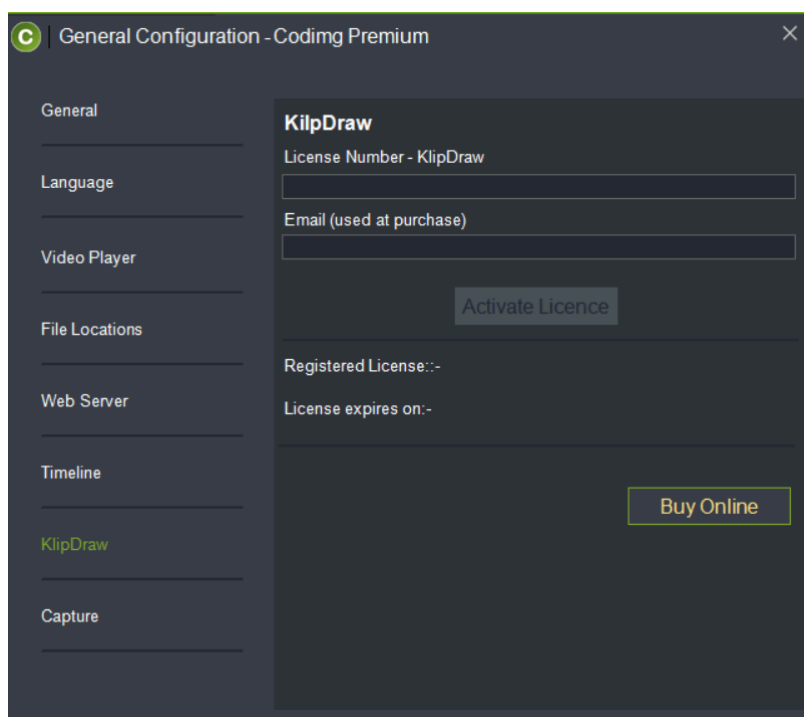 C General Configuration - Codimg Premium
General
Language
Video Player
File Locations
Web Server
Timeline
KlipDraw
Capture
KilpDraw
License Number - KlipDraw
Email (used at purchase)
Activate Licence
Registered License::-
License expires on:-
Buy Online